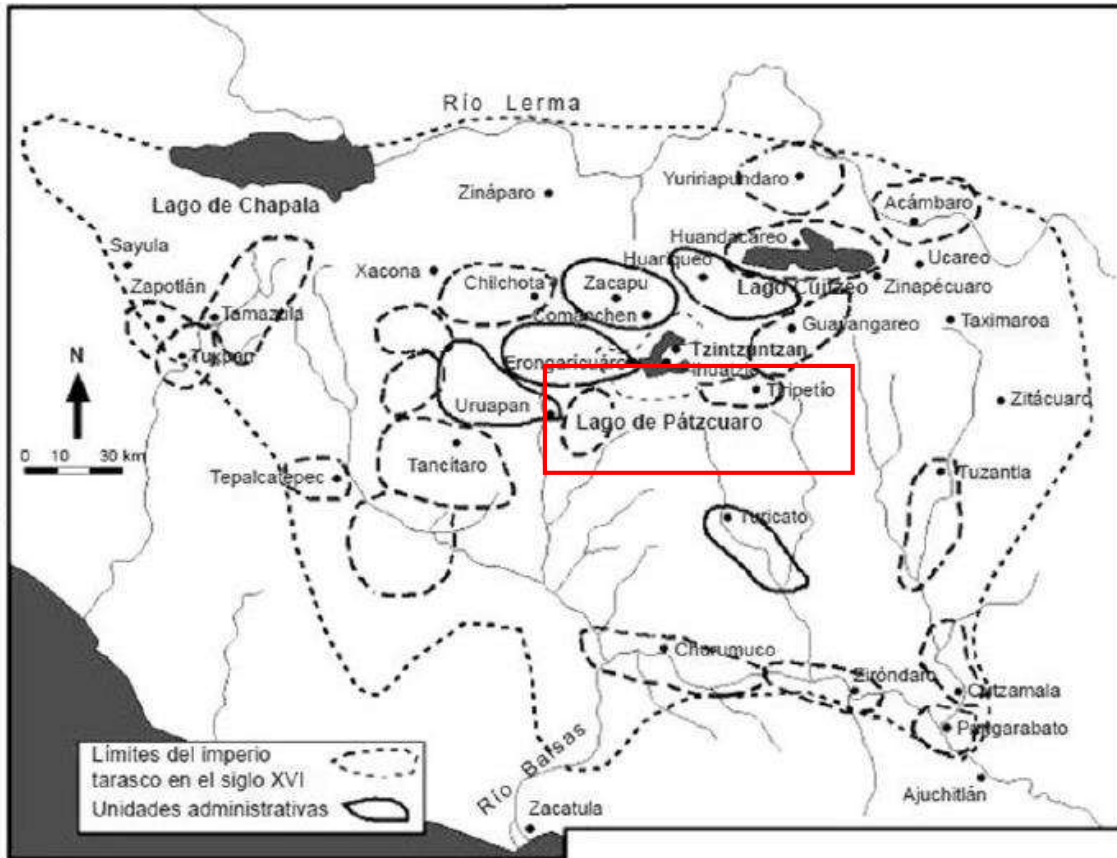 Río Lerma
Yuririapundaro
Zináparo
Lago de Chapala
Acámbaro
Huandacareo
Sayula
Huaniqueo
Ucareo
Xacona
Chilchota
Zacapu
Lago Cuitzeo
Zinapécuaro
Zapotlán
Tamazula
Comanchen
Guayangareo
Taximaroa
Tuxpan
Erongarícuaro
Tzintzuntzan
N
Tiripetío
Zitácuaro
Uruapan
Lago de Pátzcuaro
0 10 30 km
Tancítaro
Tepalcatepec
Tuzantla
Turicato
Churumuco
Ziróndaro
Cutzamala
Pungarabato
Límites del imperio
tarasco en el siglo XVI
Unidades administrativas
Río Balsas
Zacatula
Ajuchitlán